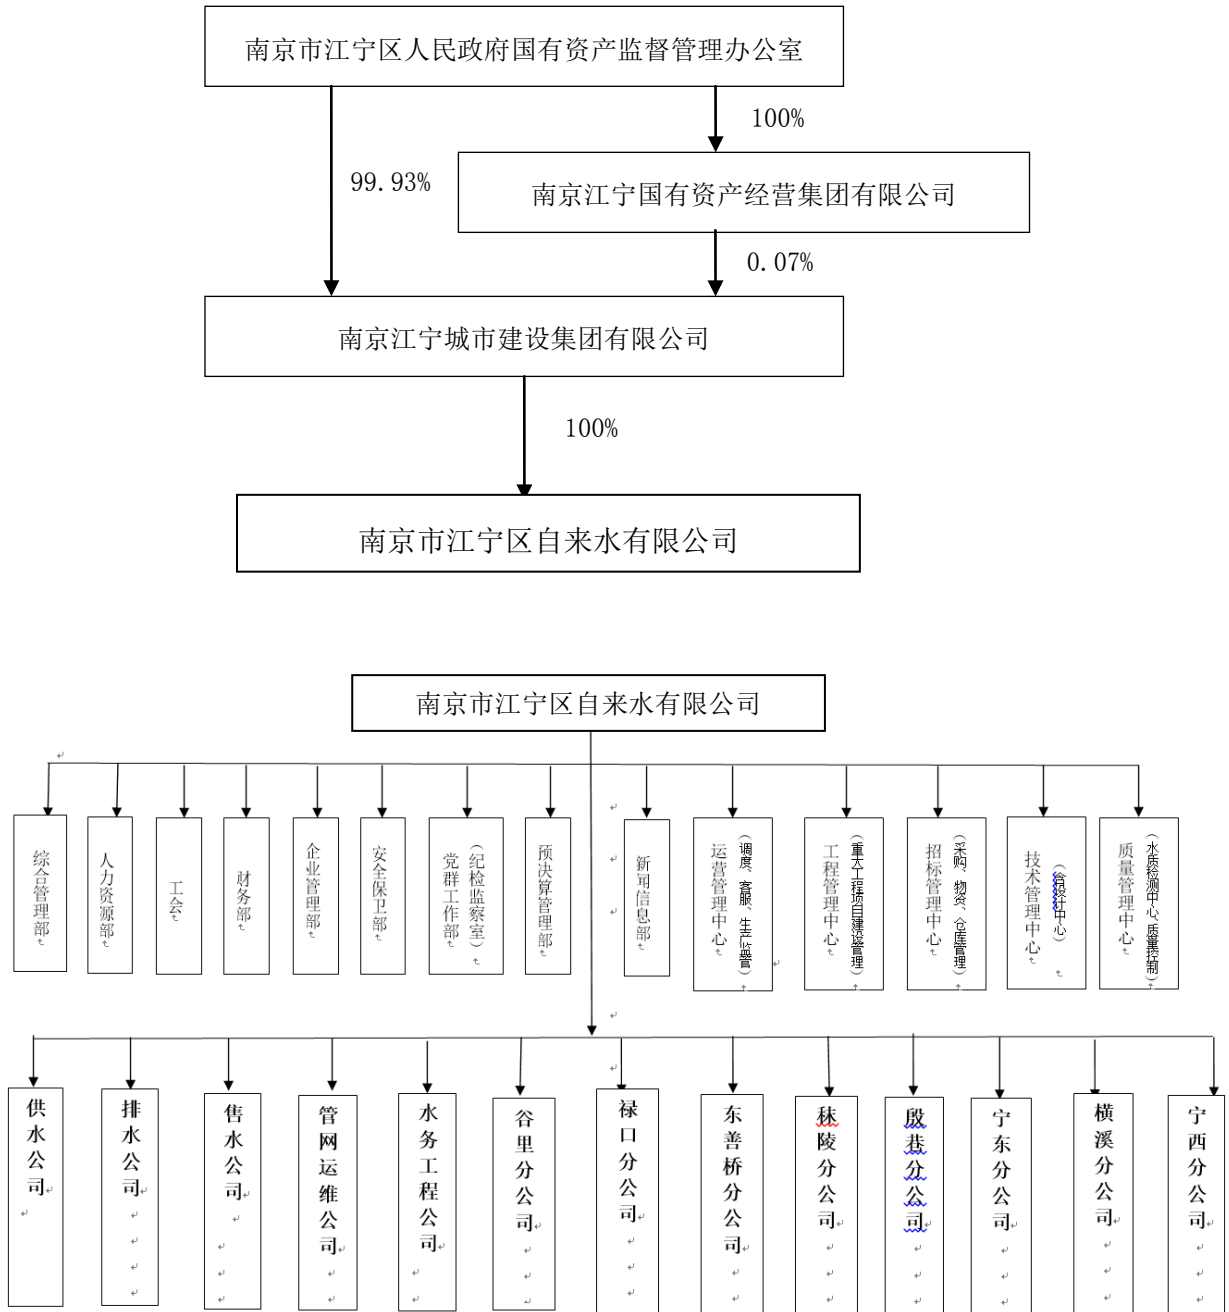 南京市江宁区人民政府国有资产监督管理办公室
100%
99.93%
南京江宁国有资产经营集团有限公司
0.07%
南京江宁城市建设集团有限公司
100%
南京市江宁区自来水有限公司
南京市江宁区自来水有限公司
综合管理部
人力资源部
工会
财务部
企业管理部
安全保卫部
党群工作部
（纪检监察室）
预决算管理部
新闻信息部
运营管理中心
（调度、客服、生产监管）
工程管理中心
（重大工程项目建设管理）
招标管理中心
（采购、物资、仓库管理）
技术管理中心
（含设计中心）
质量管理中心
（水质检测中心、质量控制）
供水公司
排水公司
售水公司
管网运维公司
水务工程公司
谷里分公司
禄口分公司
东善桥分公司
秣陵分公司
殷巷分公司
宁东分公司
横溪分公司
宁西分公司